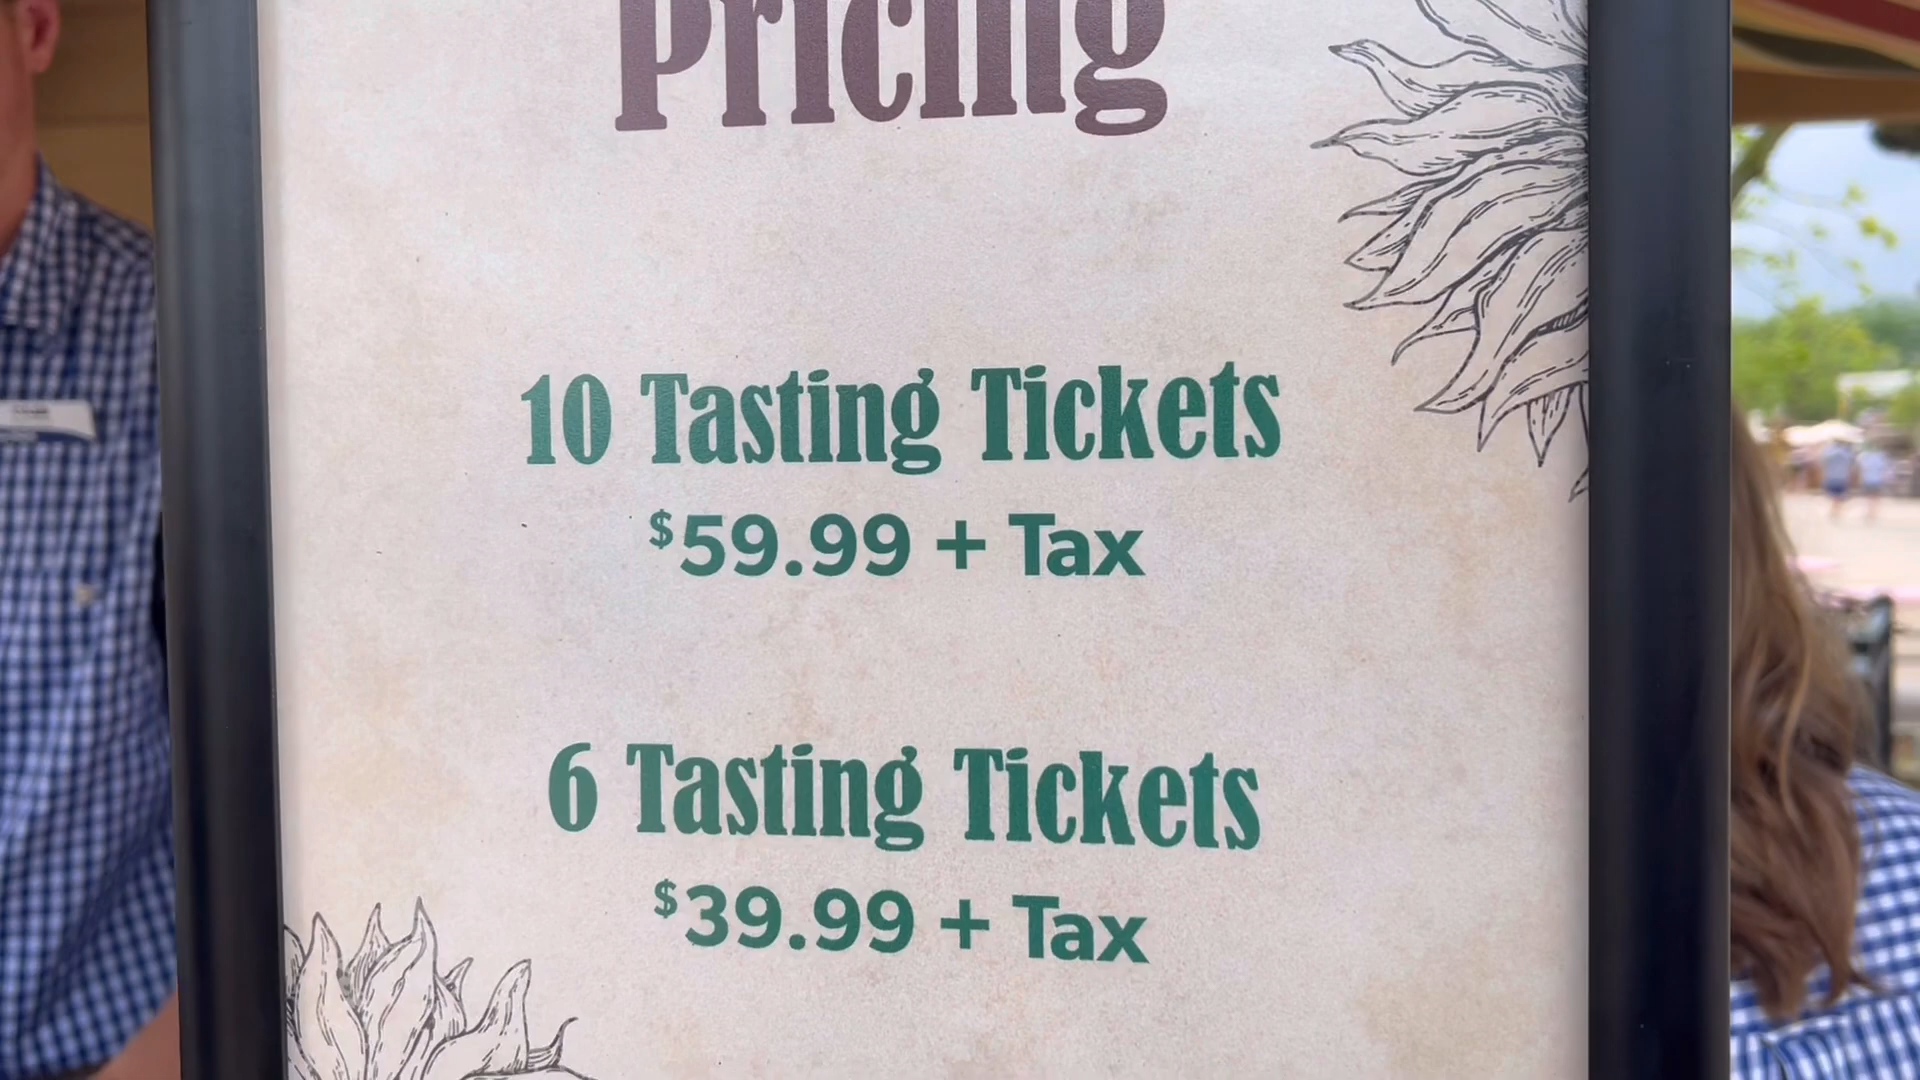 Pricing
10 Tasting Tickets
$59.99 + Tax
6 Tasting Tickets
$39.99 + Tax